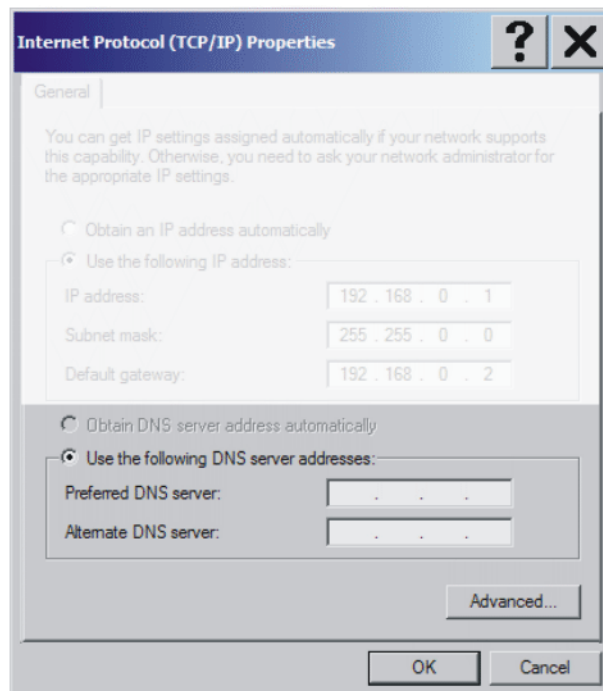 Internet Protocol (TCP/IP) Properties
General
You can get IP settings assigned automatically if your network supports
this capability. Otherwise, you need to ask your network administrator for
the appropriate IP settings.
Obtain an IP address automatically
Use the following IP address:
IP address: 192 . 168 . 0 . 1
Subnet mask: 255 . 255 . 0 . 0
Default gateway: 192 . 168 . 0 . 2
Obtain DNS server address automatically
Use the following DNS server addresses:
Preferred DNS server: . . .
Alternate DNS server: . . .
Advanced...
OK Cancel